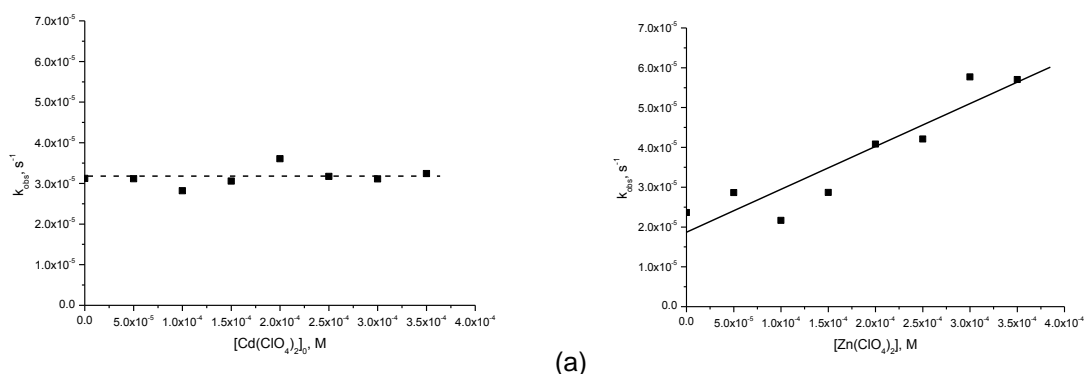 7.0x10⁻⁵
6.0x10⁻⁵
5.0x10⁻⁵
4.0x10⁻⁵
3.0x10⁻⁵
2.0x10⁻⁵
1.0x10⁻⁵
0.0
k_obs, s⁻¹
0.0 5.0x10⁻⁵ 1.0x10⁻⁴ 1.5x10⁻⁴ 2.0x10⁻⁴ 2.5x10⁻⁴ 3.0x10⁻⁴ 3.5x10⁻⁴ 4.0x10⁻⁴
[Cd(ClO₄)₂]₀, M
(a)
7.0x10⁻⁵
6.0x10⁻⁵
5.0x10⁻⁵
4.0x10⁻⁵
3.0x10⁻⁵
2.0x10⁻⁵
1.0x10⁻⁵
0.0
k_obs, s⁻¹
0.0 5.0x10⁻⁵ 1.0x10⁻⁴ 1.5x10⁻⁴ 2.0x10⁻⁴ 2.5x10⁻⁴ 3.0x10⁻⁴ 3.5x10⁻⁴ 4.0x10⁻⁴
[Zn(ClO₄)₂], M